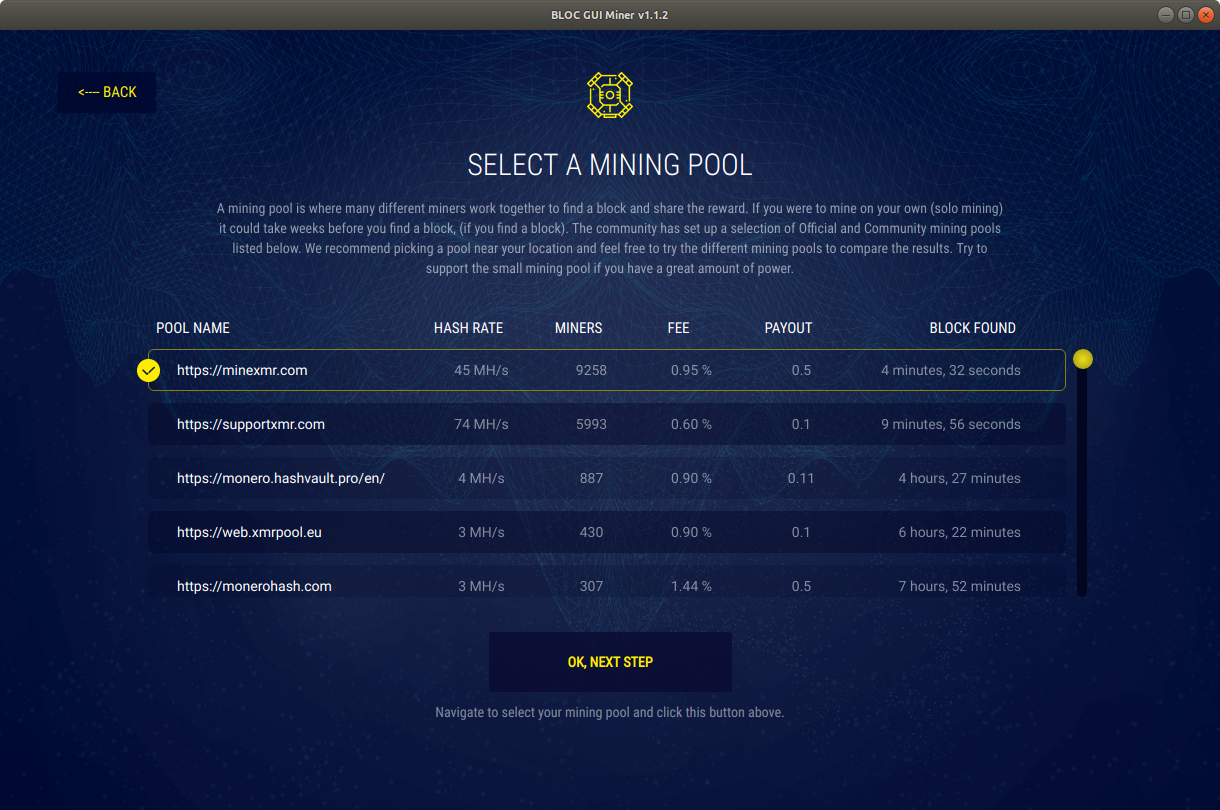 BLOC GUI Miner v1.1.2
<---- BACK
SELECT A MINING POOL
A mining pool is where many different miners work together to find a block and share the reward. If you were to mine on your own (solo mining)
it could take weeks before you find a block, (if you find a block). The community has set up a selection of Official and Community mining pools
listed below. We recommend picking a pool near your location and feel free to try the different mining pools to compare the results. Try to
support the small mining pool if you have a great amount of power.
POOL NAME HASH RATE MINERS FEE PAYOUT BLOCK FOUND
https://minexmr.com 45 MH/s 9258 0.95 % 0.5 4 minutes, 32 seconds
https://supportxmr.com 74 MH/s 5993 0.60 % 0.1 9 minutes, 56 seconds
https://monero.hashvault.pro/en/ 4 MH/s 887 0.90 % 0.11 4 hours, 27 minutes
https://web.xmrpool.eu 3 MH/s 430 0.90 % 0.1 6 hours, 22 minutes
https://monerohash.com 3 MH/s 307 1.44 % 0.5 7 hours, 52 minutes
OK, NEXT STEP
Navigate to select your mining pool and click this button above.